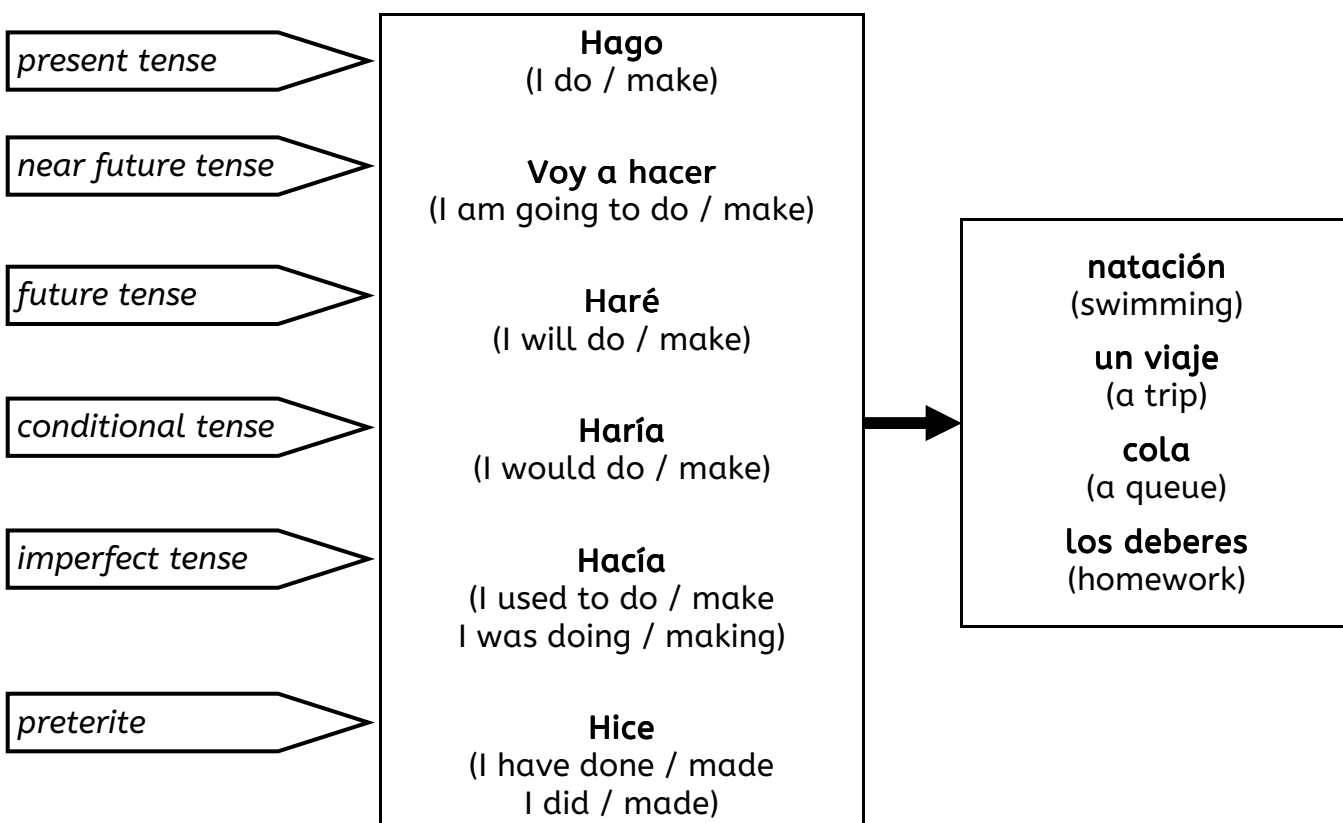 present tense
Hago
(I do / make)
near future tense
Voy a hacer
(I am going to do / make)
future tense
Haré
(I will do / make)
conditional tense
Haría
(I would do / make)
imperfect tense
Hacía
(I used to do / make
I was doing / making)
preterite
Hice
(I have done / made
I did / made)
natación
(swimming)
un viaje
(a trip)
cola
(a queue)
los deberes
(homework)